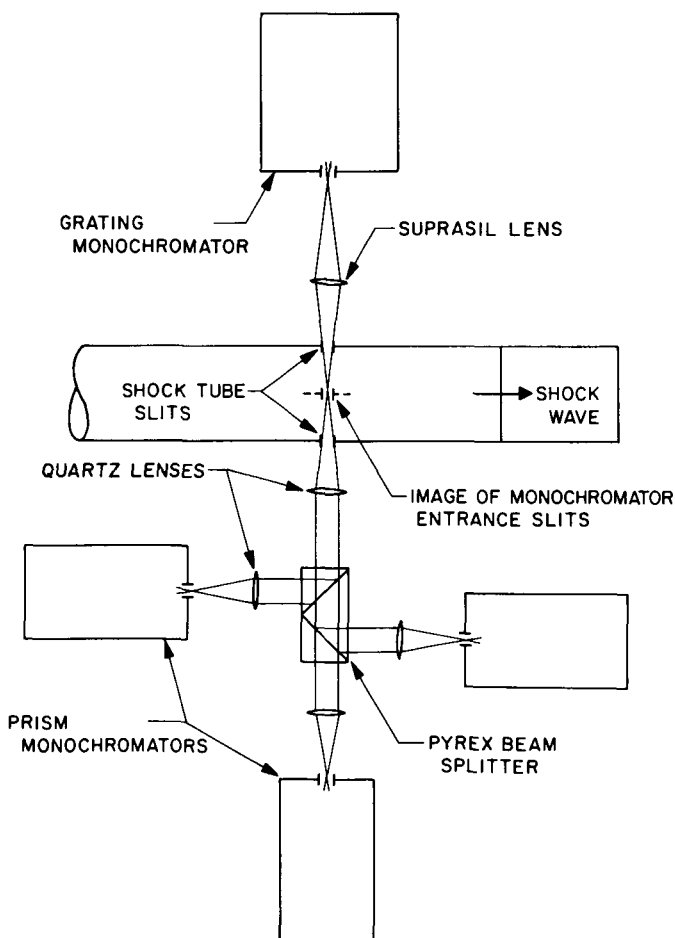 GRATING
MONOCHROMATOR
SUPRASIL LENS
SHOCK TUBE
SLITS
SHOCK
WAVE
QUARTZ LENSES
IMAGE OF MONOCHROMATOR
ENTRANCE SLITS
PRISM
MONOCHROMATORS
PYREX BEAM
SPLITTER